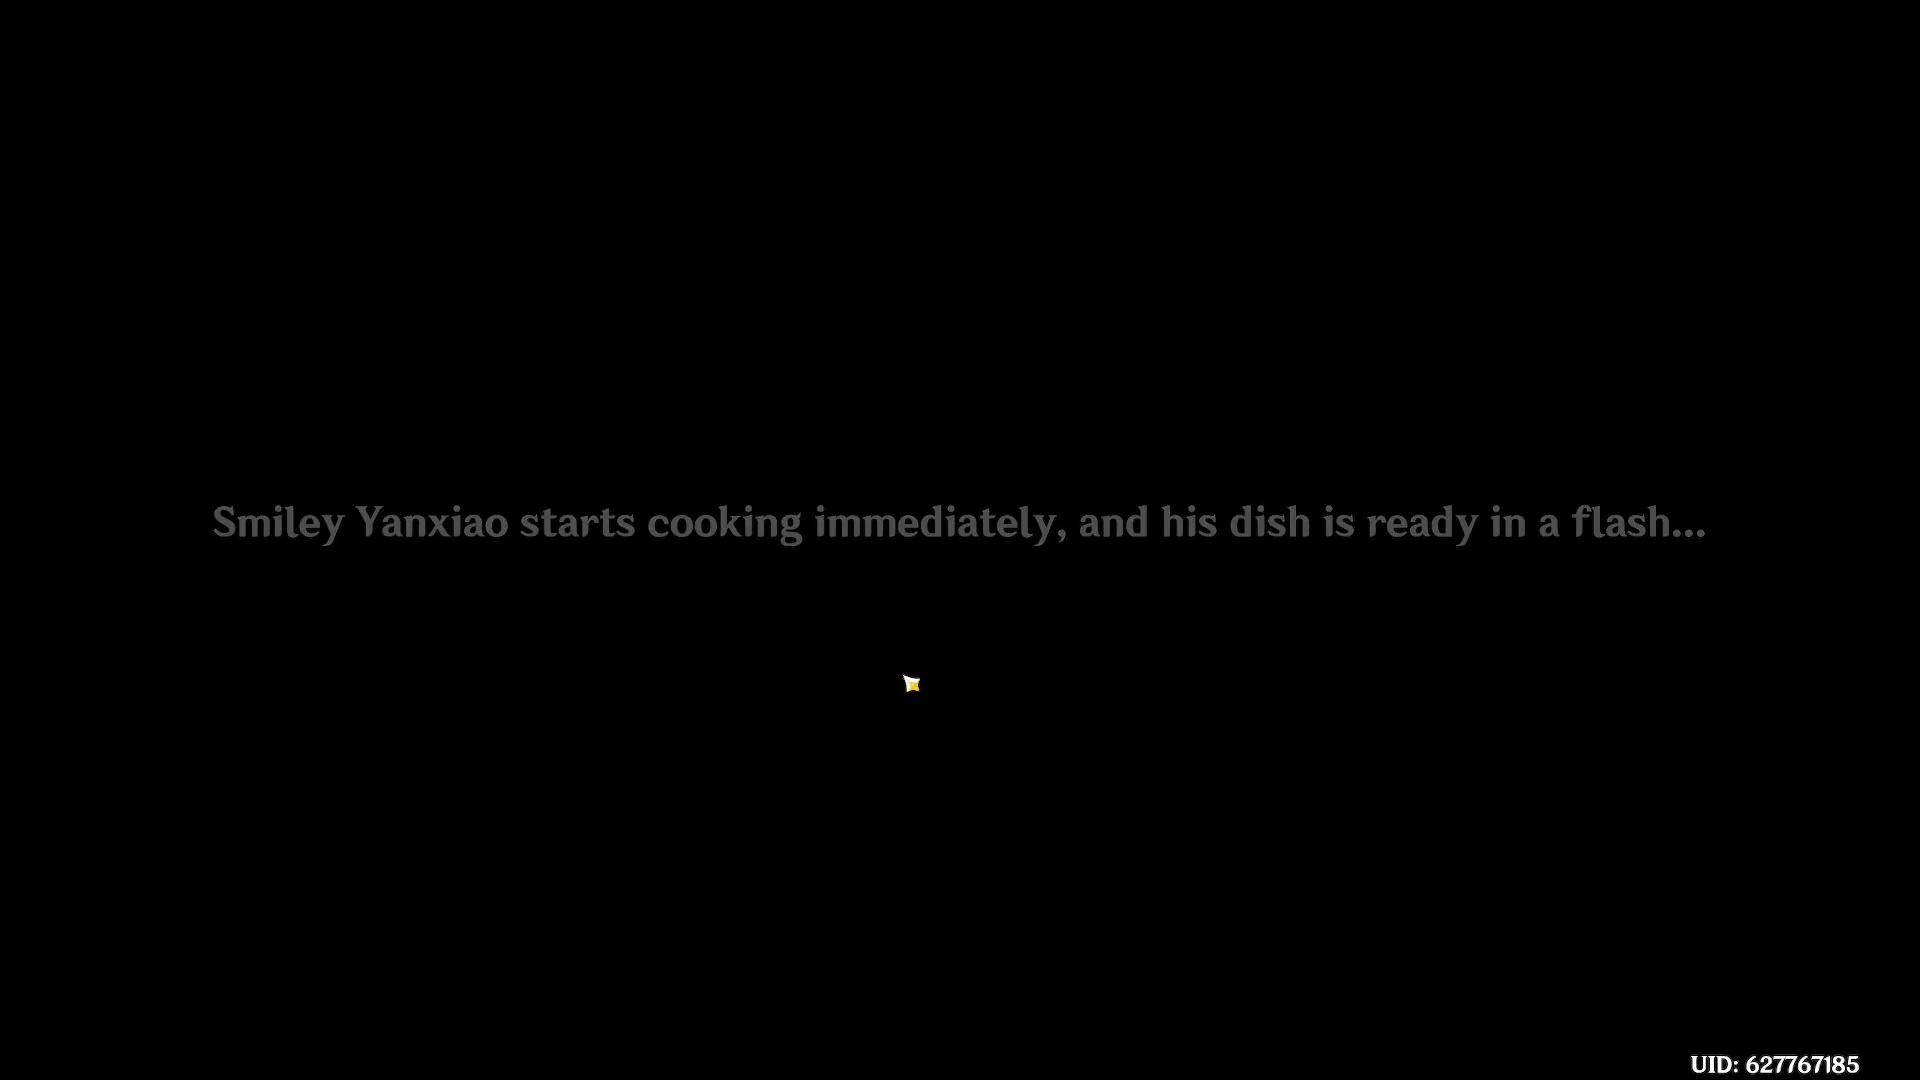 Smiley Yanxiao starts cooking immediately, and his dish is ready in a flash...
UID: 627767185